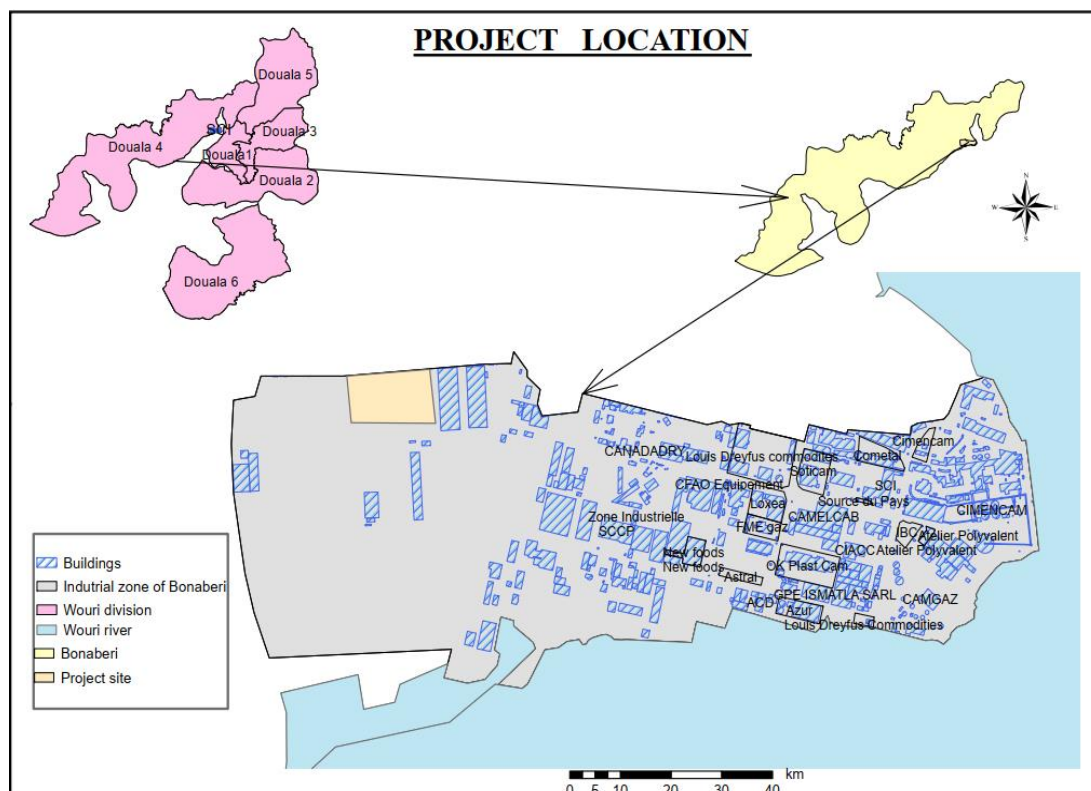 PROJECT LOCATION
Douala 5
SCI
Douala 3
Douala 4
Douala1
Douala 2
Douala 6
N
W
E
S
Cimencam
CANADADRY
Louis Dreyfus commodites
Cometal
Soticam
CFAO Equipement
SCI
Loxea
Source du Pays
CIMENCAM
Zone Industrielle
SCCP
CAMELCAB
FME gaz
IBCA
Atelier Polyvalent
New foods
New foods
CIACC
Atelier Polyvalent
OK Plast Cam
Astral
GPE ISMATLA SARL
CAMGAZ
ACD
Azur
Louis Dreyfus Commodities
Buildings
Indutrial zone of Bonaberi
Wouri division
Wouri river
Bonaberi
Project site
km
0 5 10 20 30 40